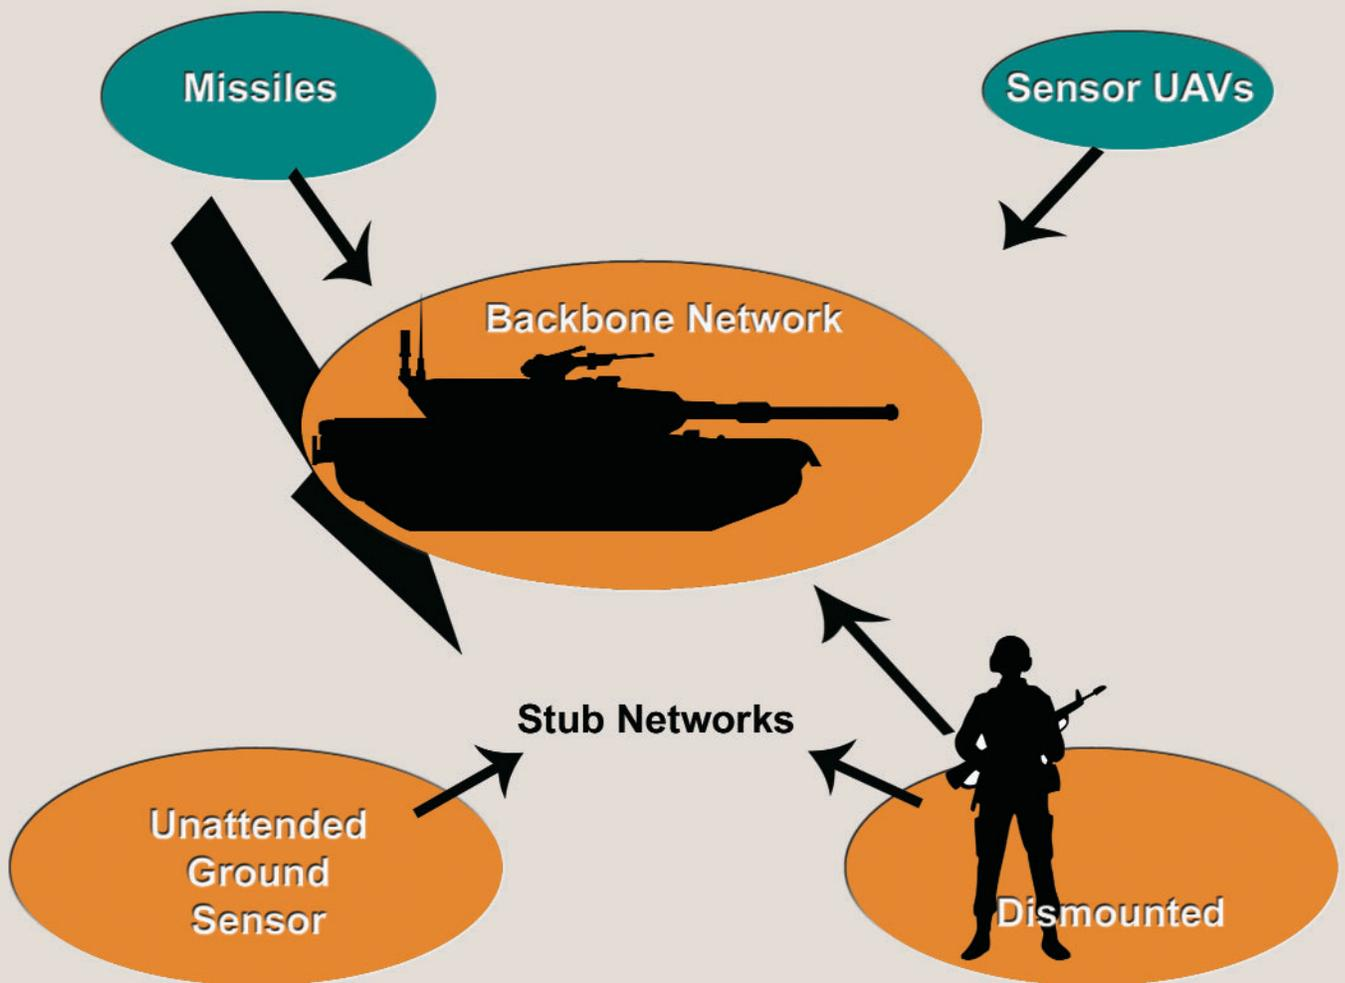 Missiles
Sensor UAVs
Backbone Network
Stub Networks
Unattended
Ground
Sensor
Dismounted